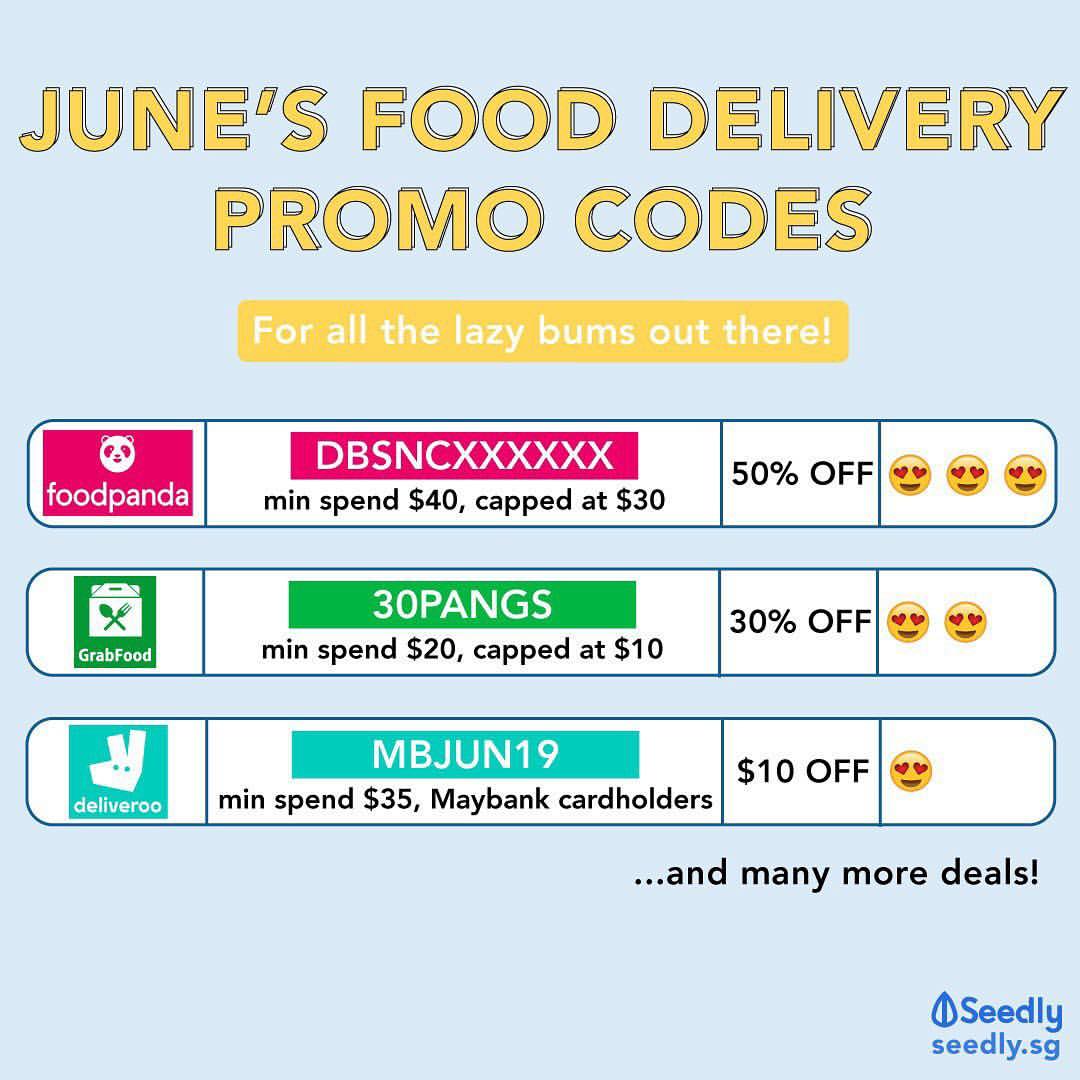 JUNE'S FOOD DELIVERY
PROMO CODES
For all the lazy bums out there!
foodpanda
DBSNCXXXXXX
min spend $40, capped at $30
50% OFF
GrabFood
30PANGS
min spend $20, capped at $10
30% OFF
deliveroo
MBJUN19
min spend $35, Maybank cardholders
$10 OFF
...and many more deals!
Seedly
seedly.sg